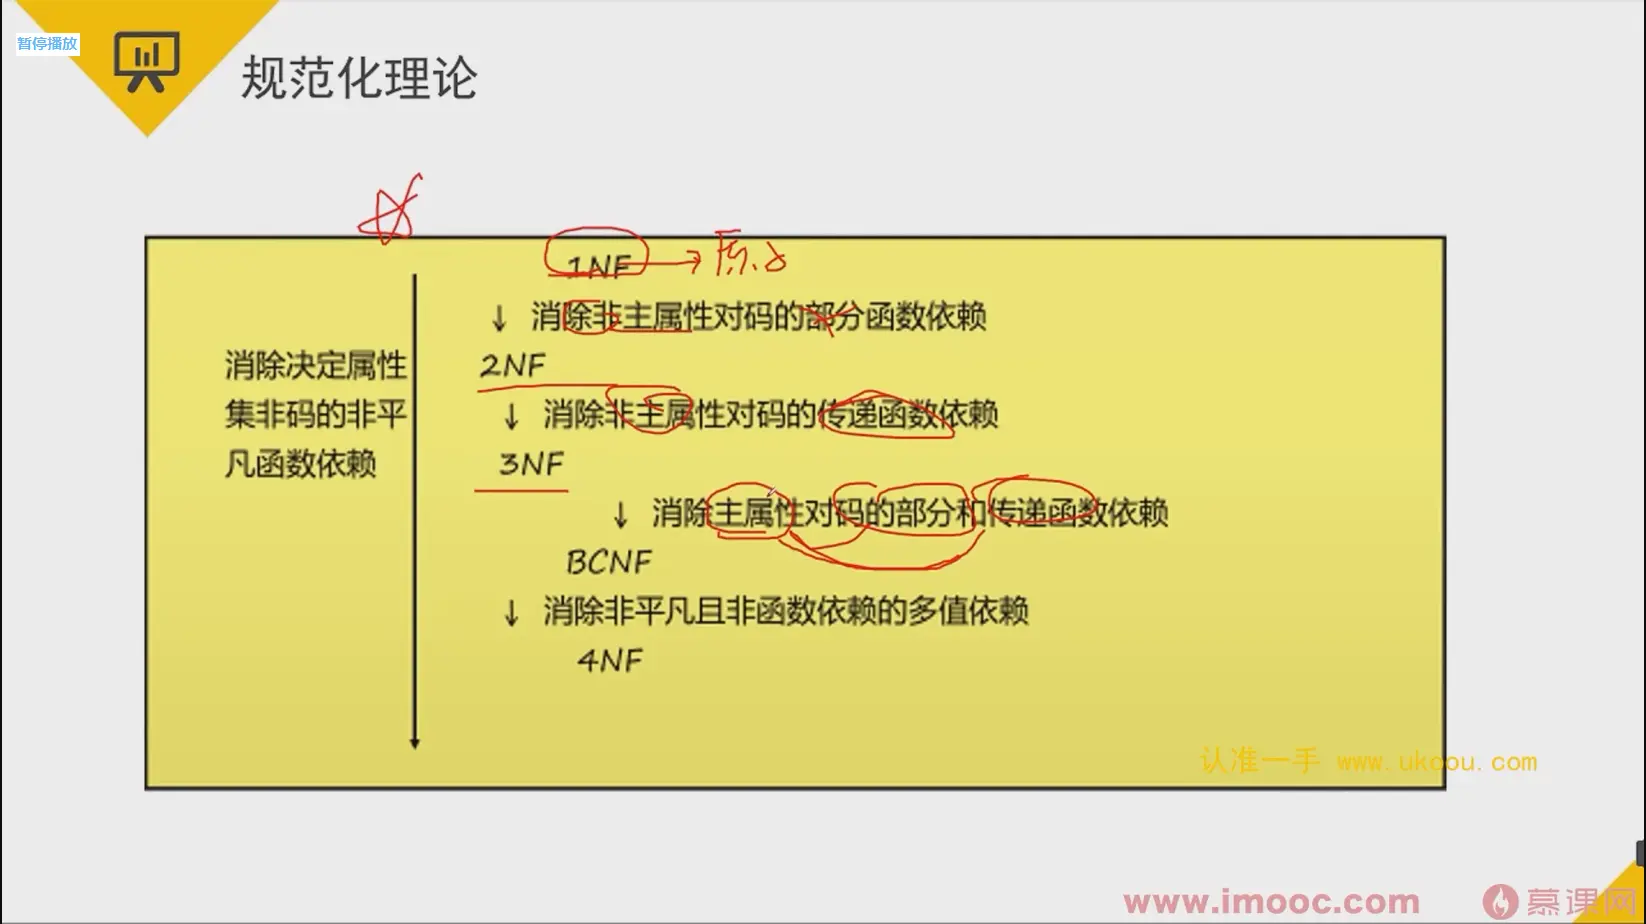 暂停播放
规范化理论
1NF → 原子
↓ 消除非主属性对码的部分函数依赖
消除决定属性
集非码的非平
凡函数依赖
2NF
↓ 消除非主属性对码的传递函数依赖
3NF
↓ 消除主属性对码的部分和传递函数依赖
BCNF
↓ 消除非平凡且非函数依赖的多值依赖
4NF
认准一手 www.ukoou.com
www.imooc.com 慕课网